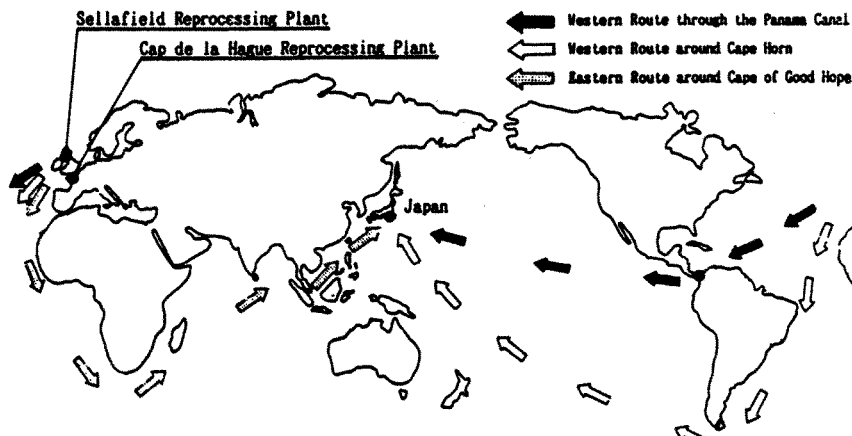 Sellafield Reprocessing Plant
Cap de la Hague Reprocessing Plant
Western Route through the Panama Canal
Western Route around Cape Horn
Eastern Route around Cape of Good Hope
Japan